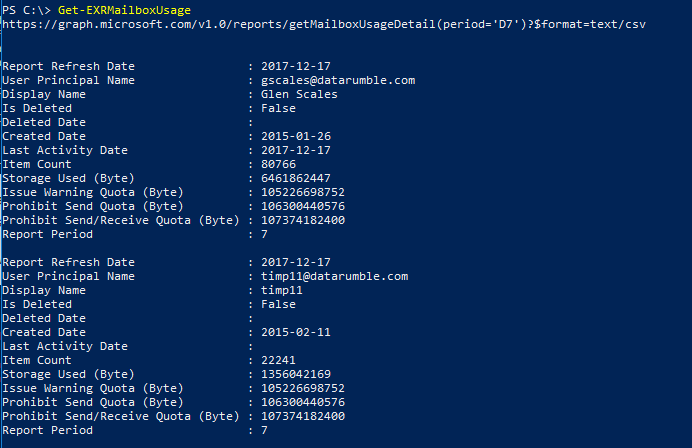 PS C:\> Get-EXRMailboxUsage
https://graph.microsoft.com/v1.0/reports/getMailboxUsageDetail(period='D7')?$format=text/csv
Report Refresh Date : 2017-12-17
User Principal Name : gscales@datarumble.com
Display Name : Glen Scales
Is Deleted : False
Deleted Date :
Created Date : 2015-01-26
Last Activity Date : 2017-12-17
Item Count : 80766
Storage Used (Byte) : 6461862447
Issue Warning Quota (Byte) : 105226698752
Prohibit Send Quota (Byte) : 106300440576
Prohibit Send/Receive Quota (Byte) : 107374182400
Report Period : 7
Report Refresh Date : 2017-12-17
User Principal Name : timp11@datarumble.com
Display Name : timp11
Is Deleted : False
Deleted Date :
Created Date : 2015-02-11
Last Activity Date :
Item Count : 22241
Storage Used (Byte) : 1356042169
Issue Warning Quota (Byte) : 105226698752
Prohibit Send Quota (Byte) : 106300440576
Prohibit Send/Receive Quota (Byte) : 107374182400
Report Period : 7